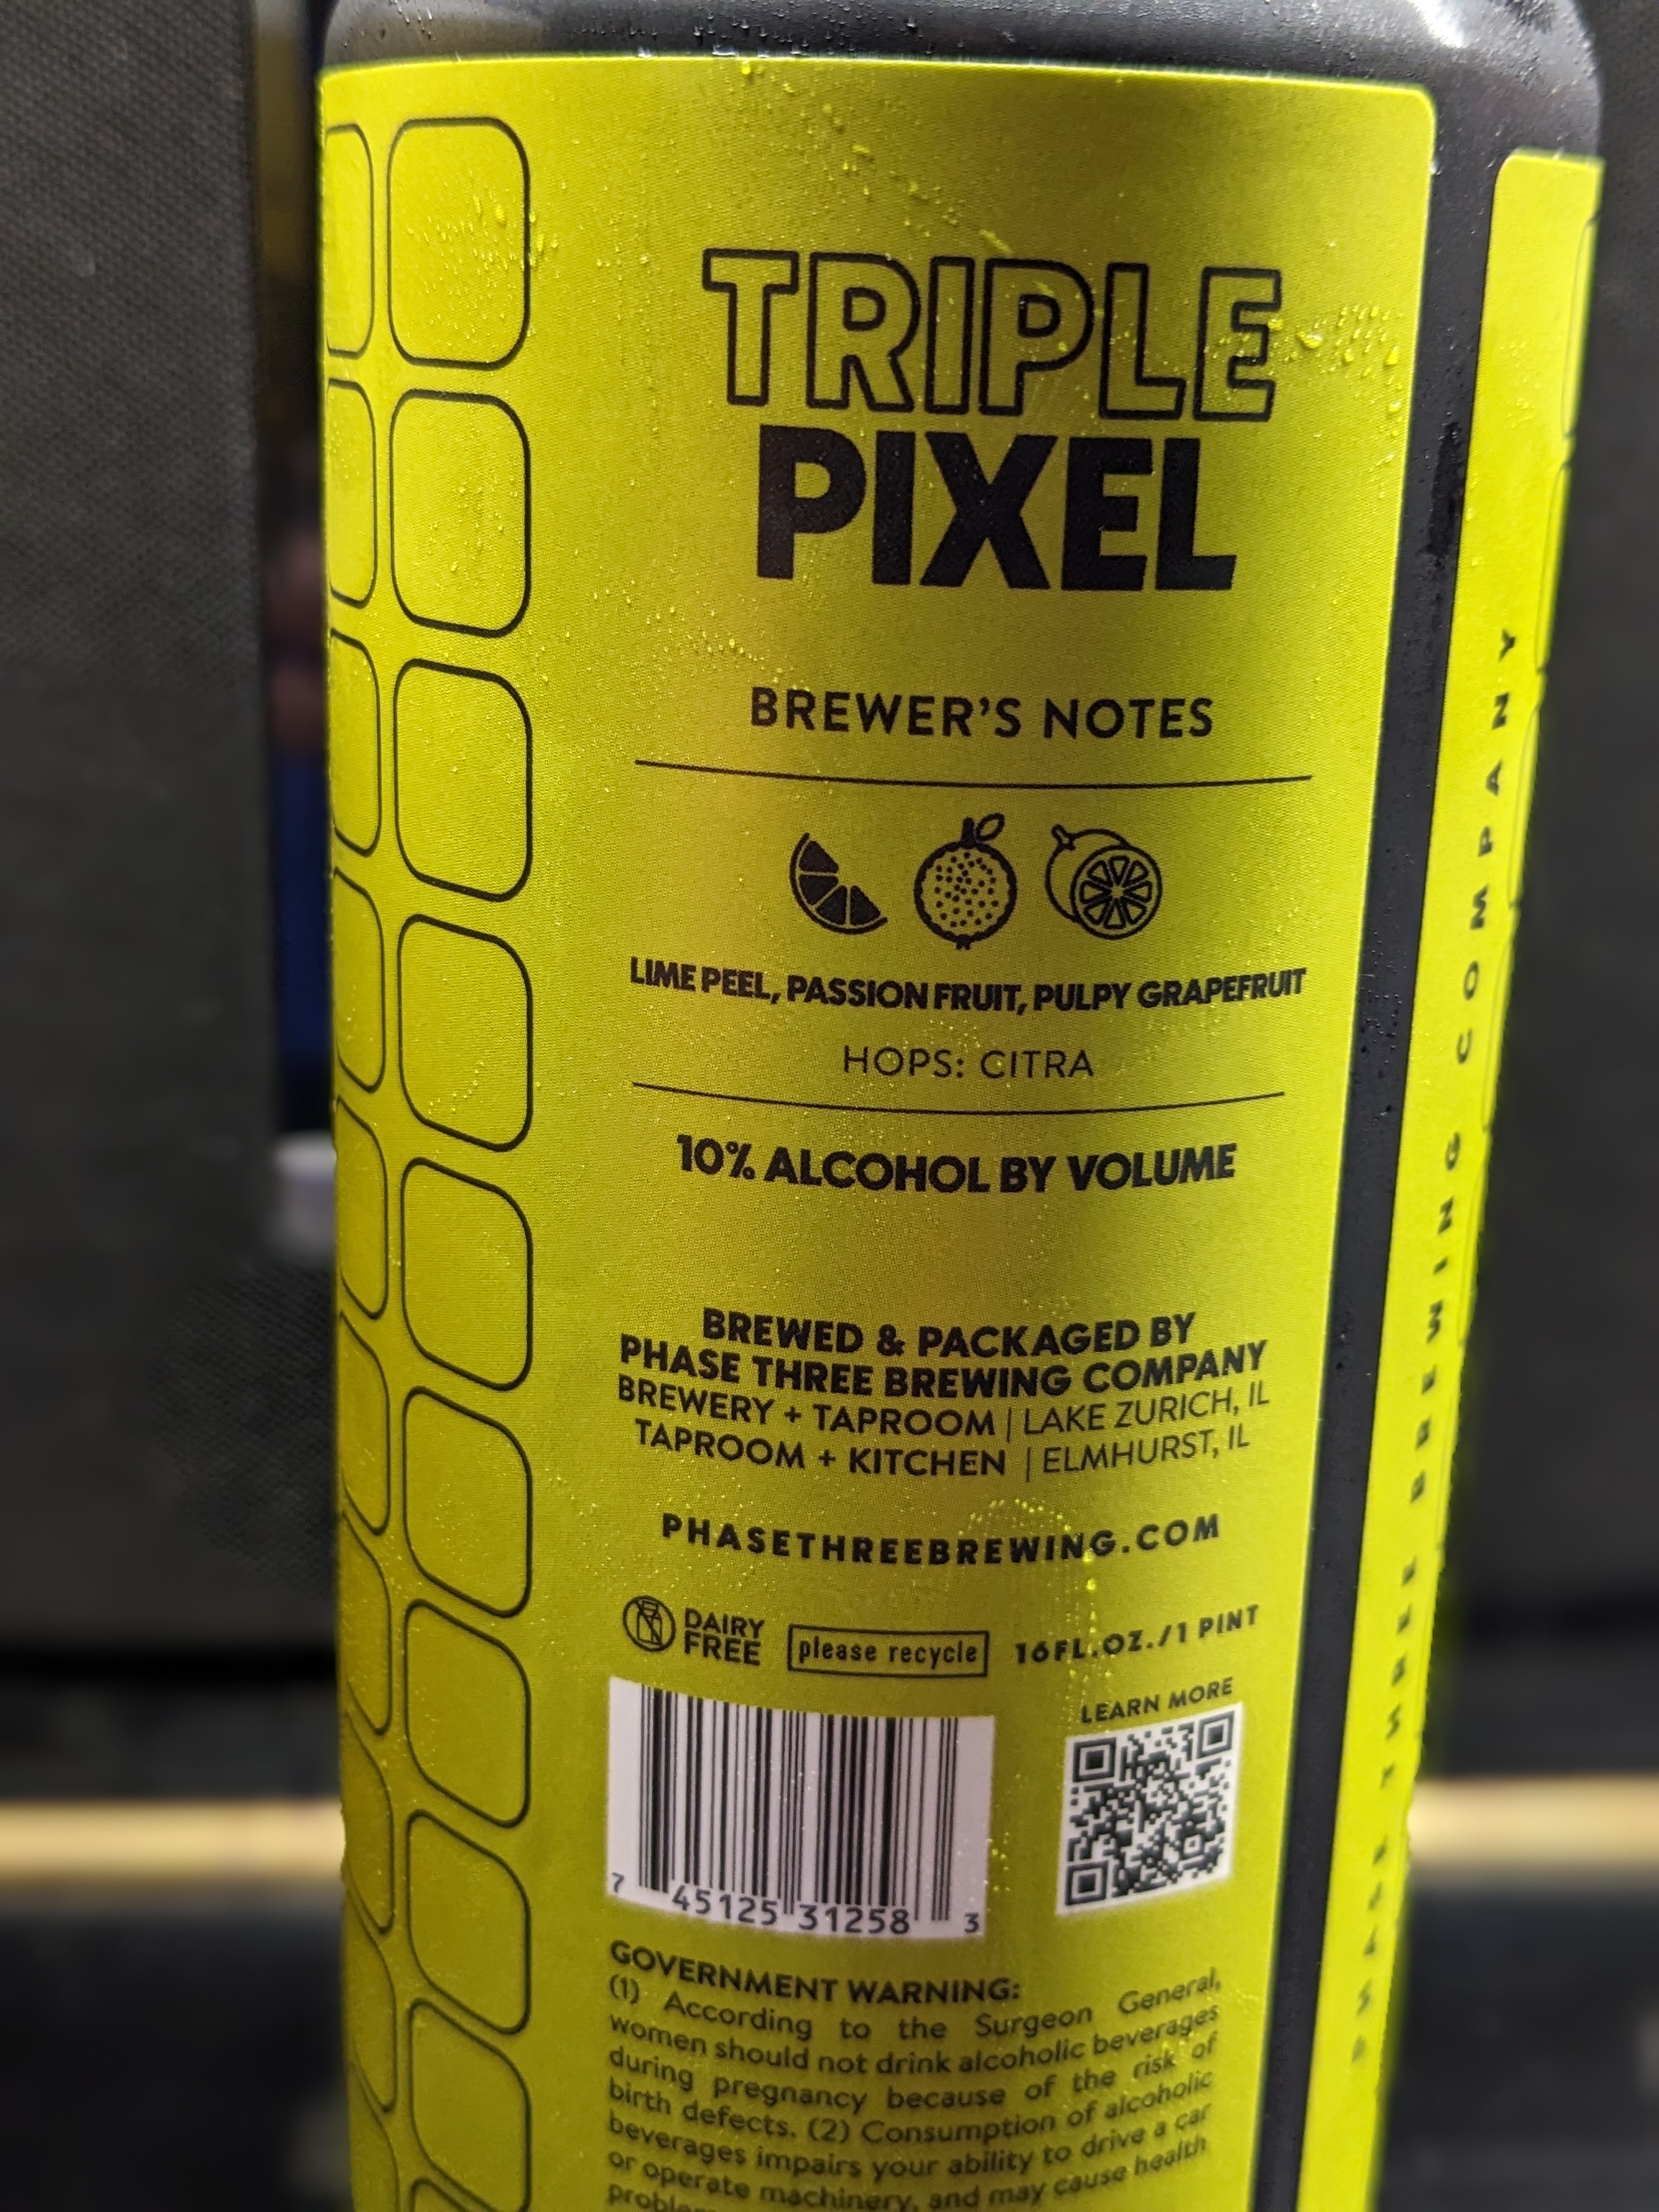 TRIPLE
PIXEL
BREWER'S NOTES
LIME PEEL, PASSION FRUIT, PULPY GRAPEFRUIT
HOPS: CITRA
10% ALCOHOL BY VOLUME
BREWED & PACKAGED BY
PHASE THREE BREWING COMPANY
BREWERY + TAPROOM | LAKE ZURICH, IL
TAPROOM + KITCHEN | ELMHURST, IL
PHASETHREEBREWING.COM
DAIRY
FREE
please recycle
16FL.OZ./1 PINT
LEARN MORE
7 45125 31258 3
GOVERNMENT WARNING:
(1) According to the Surgeon General,
women should not drink alcoholic beverages
during pregnancy because of the risk of
birth defects. (2) Consumption of alcoholic
beverages impairs your ability to drive a car
or operate machinery, and may cause health
PHASE THREE BREWING COMPANY